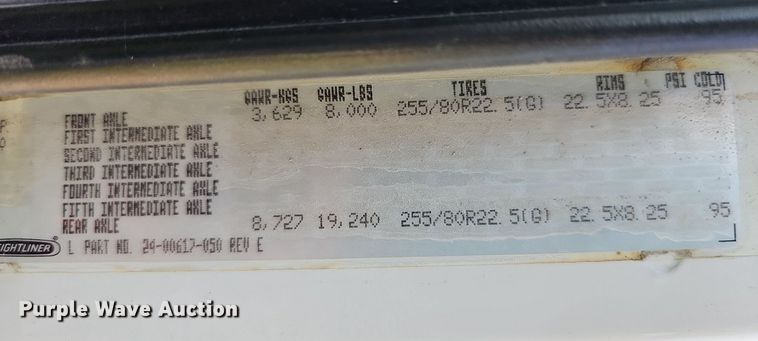 GAWR-KGS GAWR-LBS TIRES RIMS PSI COLD
FRONT AXLE 3,629 8,000 255/80R22.5(G) 22.5X8.25 95
FIRST INTERMEDIATE AXLE
SECOND INTERMEDIATE AXLE
THIRD INTERMEDIATE AXLE
FOURTH INTERMEDIATE AXLE
FIFTH INTERMEDIATE AXLE
REAR AXLE 8,727 19,240 255/80R22.5(G) 22.5X8.25 95
EIGHTLINER L PART NO. 24-00617-050 REV E
Purple Wave Auction